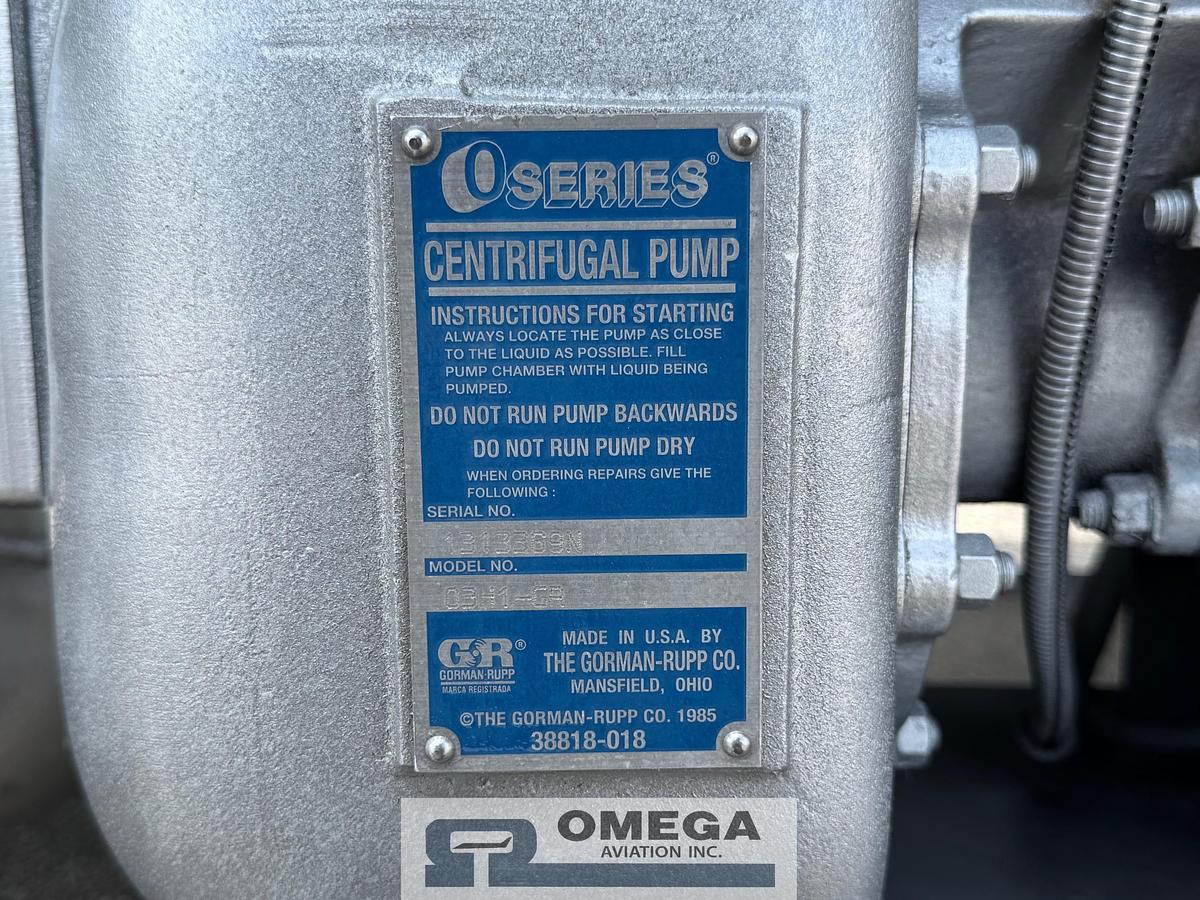 O SERIES®
CENTRIFUGAL PUMP
INSTRUCTIONS FOR STARTING
ALWAYS LOCATE THE PUMP AS CLOSE
TO THE LIQUID AS POSSIBLE. FILL
PUMP CHAMBER WITH LIQUID BEING
PUMPED.
DO NOT RUN PUMP BACKWARDS
DO NOT RUN PUMP DRY
WHEN ORDERING REPAIRS GIVE THE
FOLLOWING :
SERIAL NO.
MODEL NO.
GR®
GORMAN-RUPP
MARCA REGISTRADA
MADE IN U.S.A. BY
THE GORMAN-RUPP CO.
MANSFIELD, OHIO
©THE GORMAN-RUPP CO. 1985
38818-018
OMEGA
AVIATION INC.